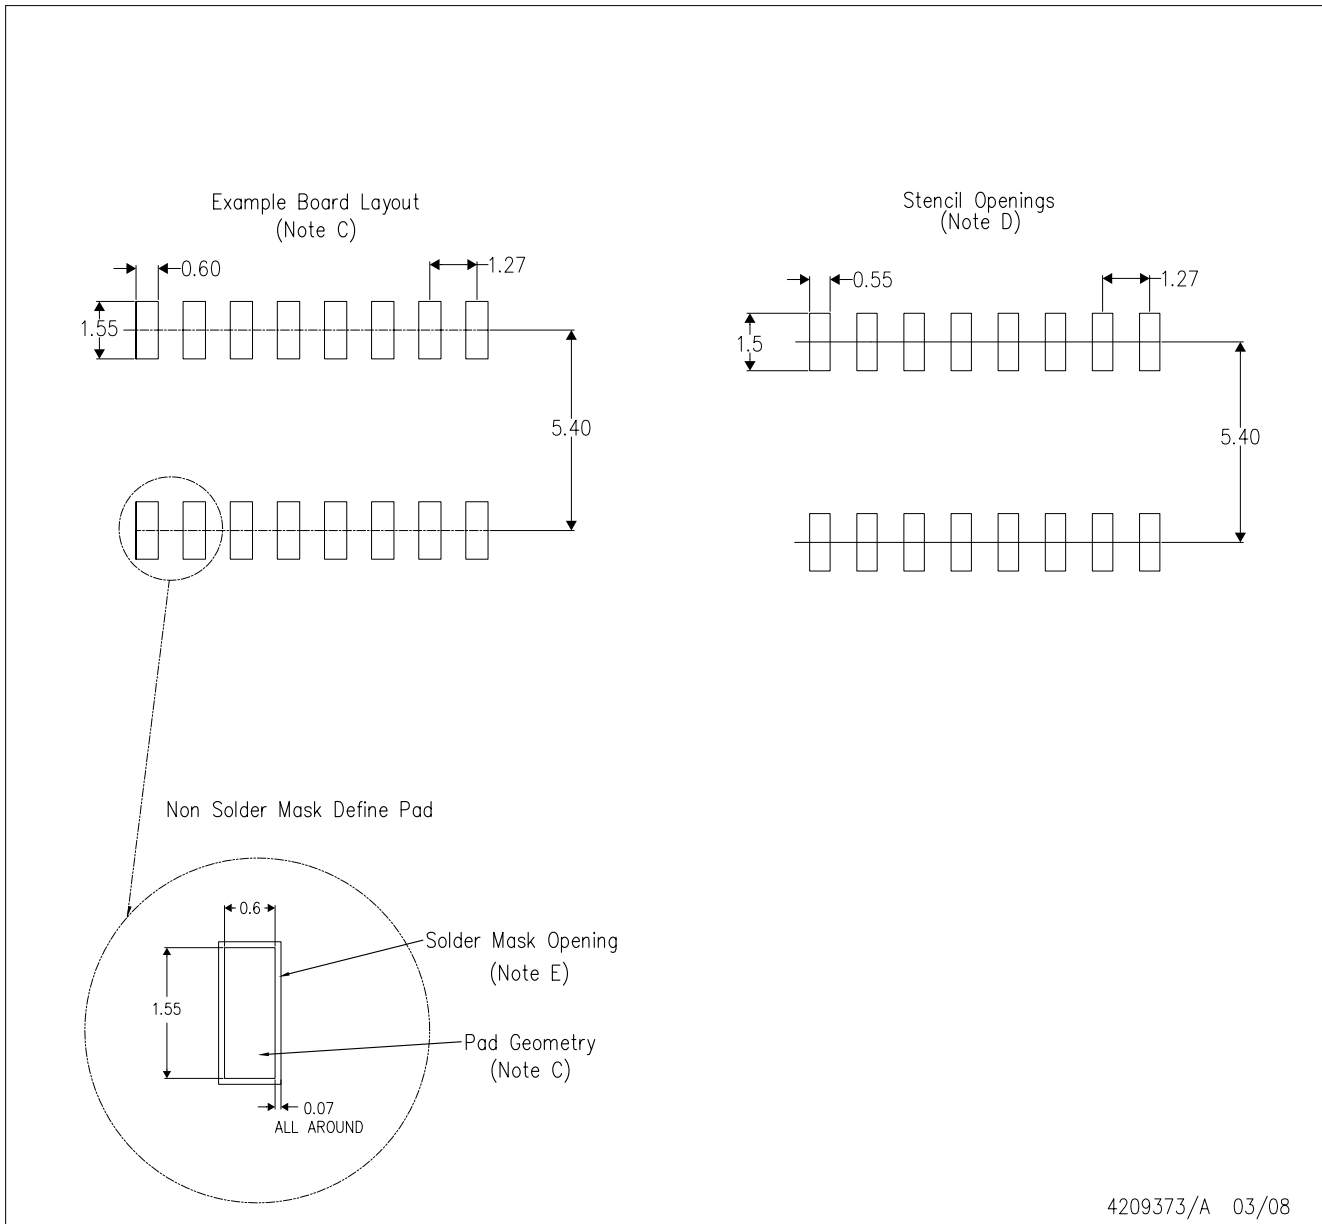 Example Board Layout
(Note C)
0.60
1.27
1.55
5.40
Stencil Openings
(Note D)
0.55
1.27
1.5
5.40
Non Solder Mask Define Pad
0.6
1.55
Solder Mask Opening
(Note E)
Pad Geometry
(Note C)
0.07
ALL AROUND
4209373/A 03/08